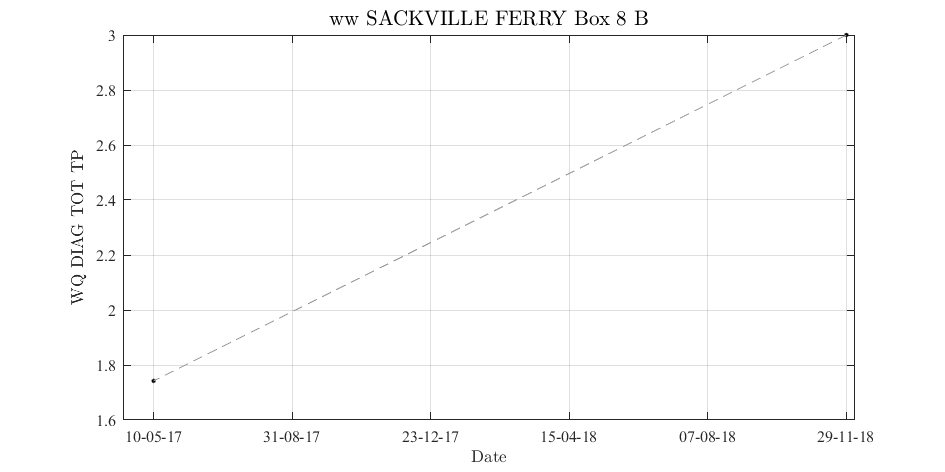 ww SACKVILLE FERRY Box 8 B
3
2.8
2.6
2.4
2.2
2
1.8
1.6
WQ DIAG TOT TP
10-05-17 31-08-17 23-12-17 15-04-18 07-08-18 29-11-18
Date